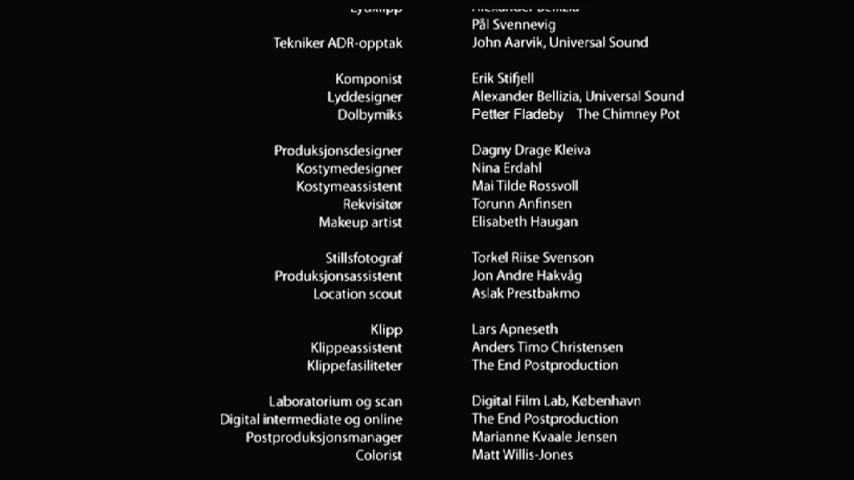 Lydklipp Alexander Bellizia
Pål Svennevig
Tekniker ADR-opptak John Aarvik, Universal Sound
Komponist Erik Stifjell
Lyddesigner Alexander Bellizia, Universal Sound
Dolbymiks Petter Fladeby The Chimney Pot
Produksjonsdesigner Dagny Drage Kleiva
Kostymedesigner Nina Erdahl
Kostymeassistent Mai Tilde Rossvoll
Rekvisitør Torunn Anfinsen
Makeup artist Elisabeth Haugan
Stillsfotograf Torkel Riise Svenson
Produksjonsassistent Jon Andre Hakvåg
Location scout Aslak Prestbakmo
Klipp Lars Apneseth
Klippeassistent Anders Timo Christensen
Klippefasiliteter The End Postproduction
Laboratorium og scan Digital Film Lab, København
Digital intermediate og online The End Postproduction
Postproduksjonsmanager Marianne Kvaale Jensen
Colorist Matt Willis-Jones